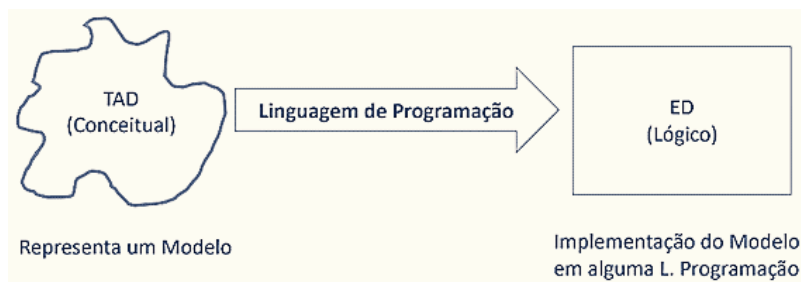 TAD
(Conceitual)
Linguagem de Programação
ED
(Lógico)
Representa um Modelo
Implementação do Modelo
em alguma L. Programação